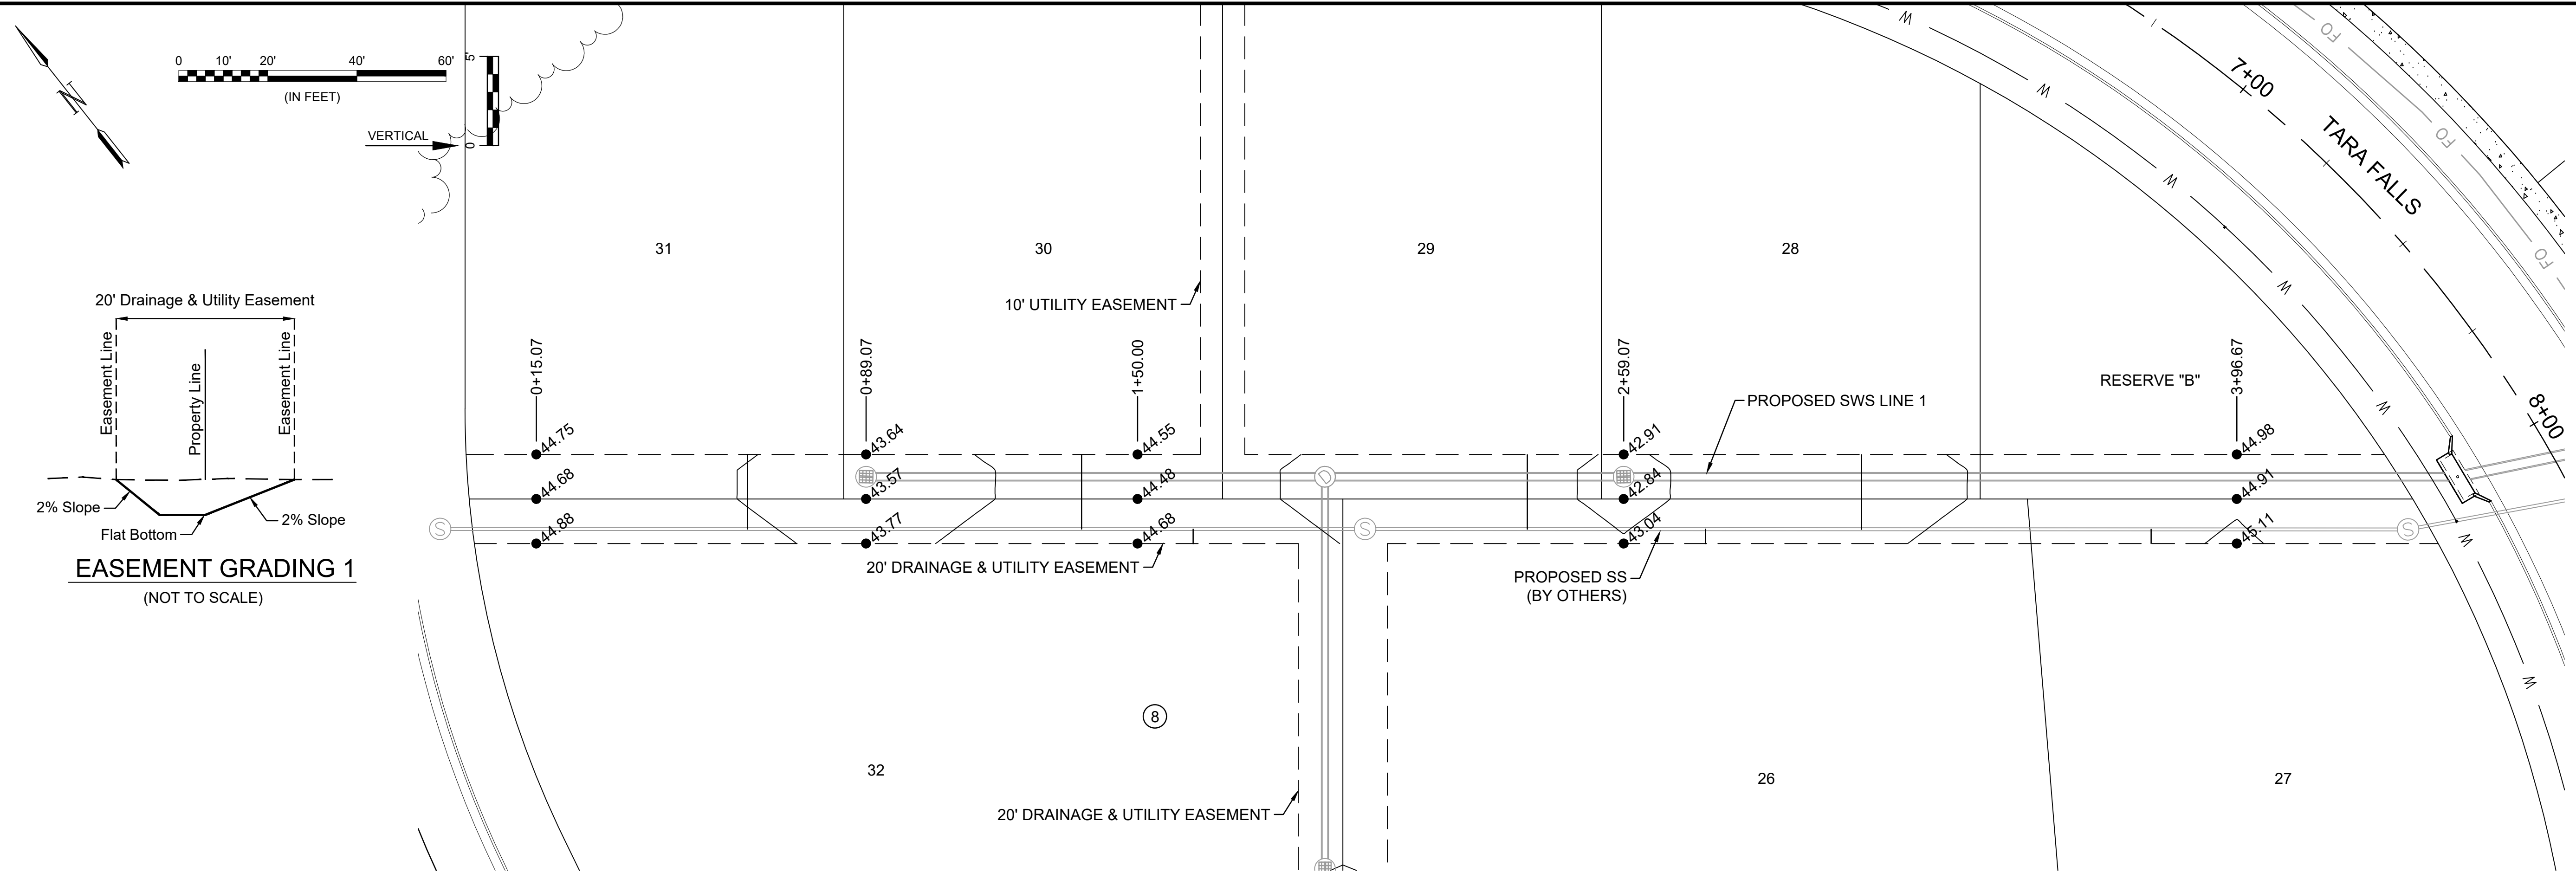 0 10' 20' 40' 60'
(IN FEET)
N
5'
0
VERTICAL
20' Drainage & Utility Easement
Easement Line
Property Line
Easement Line
2% Slope
2% Slope
Flat Bottom
EASEMENT GRADING 1
(NOT TO SCALE)
31
30
29
28
10' UTILITY EASEMENT
0+15.07
0+89.07
1+50.00
2+59.07
3+96.67
RESERVE "B"
PROPOSED SWS LINE 1
44.75
43.64
44.55
42.91
44.98
44.68
43.57
44.48
42.84
44.91
44.88
43.77
44.68
43.04
45.11
D
S
S
S
20' DRAINAGE & UTILITY EASEMENT
PROPOSED SS
(BY OTHERS)
8
32
26
27
20' DRAINAGE & UTILITY EASEMENT
7+00
TARA FALLS
8+00
W
W
W
W
W
W
W
FO
FO
FO